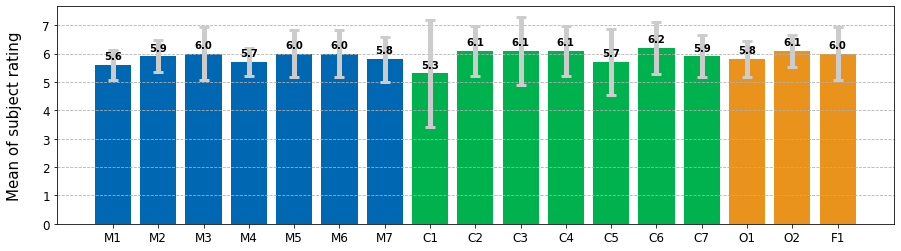 Mean of subject rating
7
6
5
4
3
2
1
0
5.6 5.9 6.0 5.7 6.0 6.0 5.8 5.3 6.1 6.1 6.1 5.7 6.2 5.9 5.8 6.1 6.0
M1 M2 M3 M4 M5 M6 M7 C1 C2 C3 C4 C5 C6 C7 O1 O2 F1